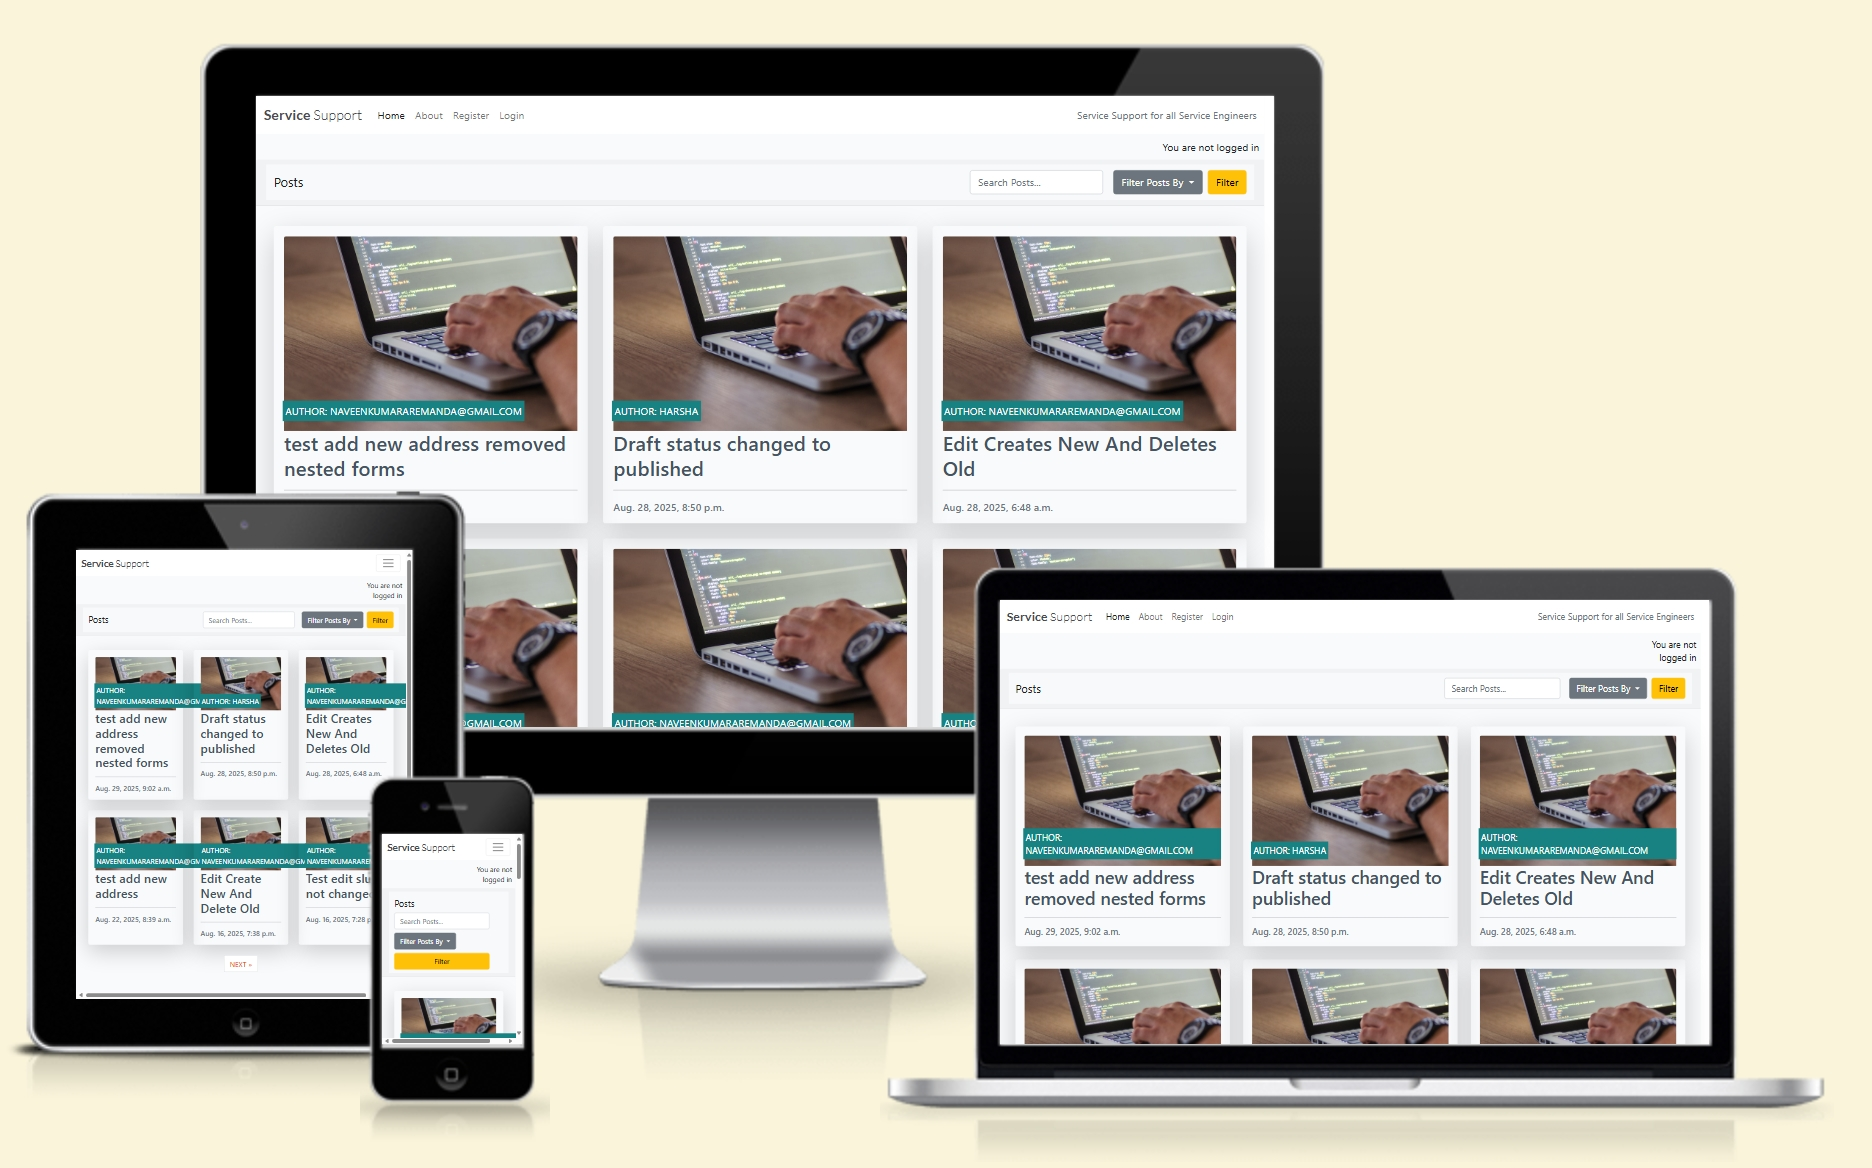 Service Support Home About Register Login Service Support for all Service Engineers
You are not logged in
Posts Search Posts... Filter Posts By Filter
AUTHOR: NAVEENKUMARAREMANDA@GMAIL.COM
test add new address removed
nested forms
AUTHOR: HARSHA
Draft status changed to
published
Aug. 28, 2025, 8:50 p.m.
AUTHOR: NAVEENKUMARAREMANDA@GMAIL.COM
Edit Creates New And Deletes
Old
Aug. 28, 2025, 6:48 a.m.
@GMAIL.COM
AUTHOR: NAVEENKUMARAREMANDA@GMAIL.COM
AUTHO
Service Support
You are not
logged in
Posts Search Posts... Filter Posts By Filter
AUTHOR:
NAVEENKUMARAREMANDA@GM
test add new
address
removed
nested forms
Aug. 29, 2025, 9:02 a.m.
AUTHOR: HARSHA
Draft status
changed to
published
Aug. 28, 2025, 8:50 p.m.
AUTHOR:
NAVEENKUMARAREMANDA@G
Edit Creates
New And
Deletes Old
Aug. 28, 2025, 6:48 a.m.
AUTHOR:
NAVEENKUMARAREMANDA@GM
test add new
address
Aug. 22, 2025, 8:39 a.m.
AUTHOR:
NAVEENKUMARAREMANDA@GM
Edit Create
New And
Delete Old
Aug. 16, 2025, 7:38 p.m.
AUTHOR:
NAVEENKUMARAREM
Test edit slu
not change
Aug. 16, 2025, 7:28 p
NEXT »
Service Support
You are not
logged in
Posts
Search Posts...
Filter Posts By
Filter
Service Support Home About Register Login Service Support for all Service Engineers
You are not
logged in
Posts Search Posts... Filter Posts By Filter
AUTHOR:
NAVEENKUMARAREMANDA@GMAIL.COM
test add new address
removed nested forms
Aug. 29, 2025, 9:02 a.m.
AUTHOR: HARSHA
Draft status changed to
published
Aug. 28, 2025, 8:50 p.m.
AUTHOR:
NAVEENKUMARAREMANDA@GMAIL.COM
Edit Creates New And
Deletes Old
Aug. 28, 2025, 6:48 a.m.